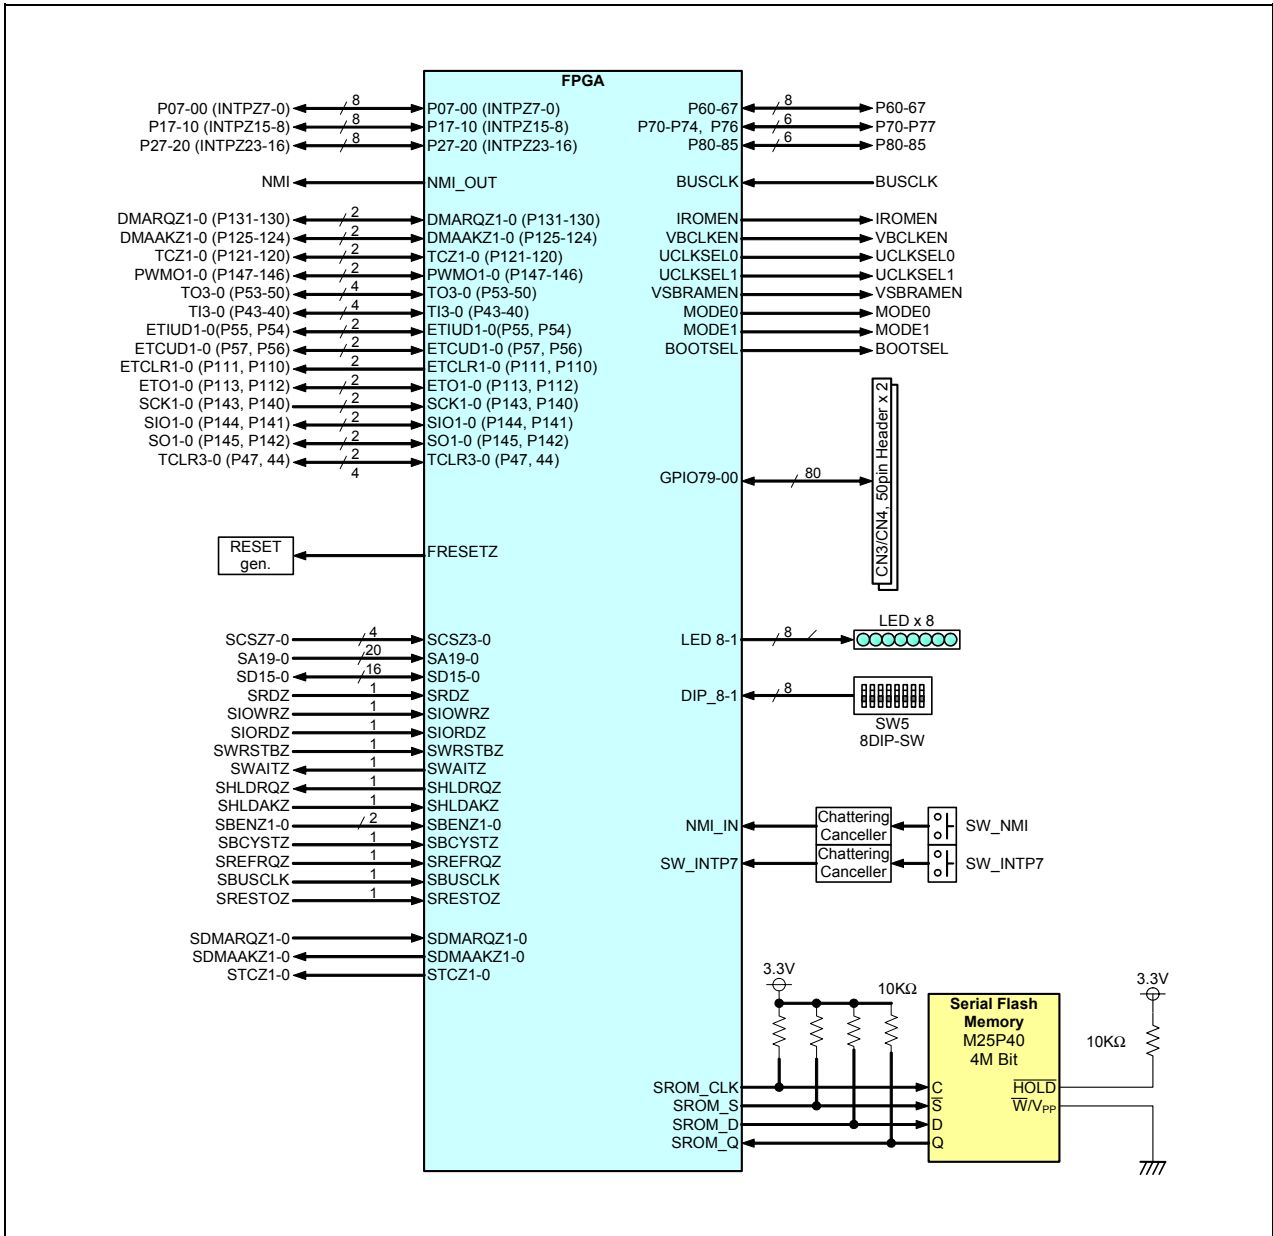 FPGA
P07-00 (INTPZ7-0) 8 P07-00 (INTPZ7-0)
P17-10 (INTPZ15-8) 8 P17-10 (INTPZ15-8)
P27-20 (INTPZ23-16) 8 P27-20 (INTPZ23-16)
NMI NMI_OUT
DMARQZ1-0 (P131-130) 2 DMARQZ1-0 (P131-130)
DMAAKZ1-0 (P125-124) 2 DMAAKZ1-0 (P125-124)
TCZ1-0 (P121-120) 2 TCZ1-0 (P121-120)
PWMO1-0 (P147-146) 2 PWMO1-0 (P147-146)
TO3-0 (P53-50) 4 TO3-0 (P53-50)
TI3-0 (P43-40) 4 TI3-0 (P43-40)
ETIUD1-0(P55, P54) 2 ETIUD1-0(P55, P54)
ETCUD1-0 (P57, P56) 2 ETCUD1-0 (P57, P56)
ETCLR1-0 (P111, P110) 2 ETCLR1-0 (P111, P110)
ETO1-0 (P113, P112) 2 ETO1-0 (P113, P112)
SCK1-0 (P143, P140) 2 SCK1-0 (P143, P140)
SIO1-0 (P144, P141) 2 SIO1-0 (P144, P141)
SO1-0 (P145, P142) 2 SO1-0 (P145, P142)
TCLR3-0 (P47, 44) 2 TCLR3-0 (P47, 44)
4
RESET
gen.
FRESETZ
SCSZ7-0 4 SCSZ3-0
SA19-0 20 SA19-0
SD15-0 16 SD15-0
SRDZ 1 SRDZ
SIOWRZ 1 SIOWRZ
SIORDZ 1 SIORDZ
SWRSTBZ 1 SWRSTBZ
SWAITZ 1 SWAITZ
SHLDRQZ 1 SHLDRQZ
SHLDAKZ 1 SHLDAKZ
SBENZ1-0 2 SBENZ1-0
SBCYSTZ 1 SBCYSTZ
SREFRQZ 1 SREFRQZ
SBUSCLK 1 SBUSCLK
SRESTOZ 1 SRESTOZ
SDMARQZ1-0 SDMARQZ1-0
SDMAAKZ1-0 SDMAAKZ1-0
STCZ1-0 STCZ1-0
P60-67 8 P60-67
P70-P74, P76 6 P70-P77
P80-85 6 P80-85
BUSCLK BUSCLK
IROMEN IROMEN
VBCLKEN VBCLKEN
UCLKSEL0 UCLKSEL0
UCLKSEL1 UCLKSEL1
VSBRAMEN VSBRAMEN
MODE0 MODE0
MODE1 MODE1
BOOTSEL BOOTSEL
GPIO79-00 80
CN3/CN4, 50pin Header x 2
LED x 8
LED 8-1 8
DIP_8-1 8
SW5
8DIP-SW
NMI_IN Chattering Canceller SW_NMI
SW_INTP7 Chattering Canceller SW_INTP7
3.3V
10KΩ
Serial Flash
Memory
M25P40
4M Bit
3.3V
10KΩ
SROM_CLK C HOLD
SROM_S S W/VPP
SROM_D D
SROM_Q Q